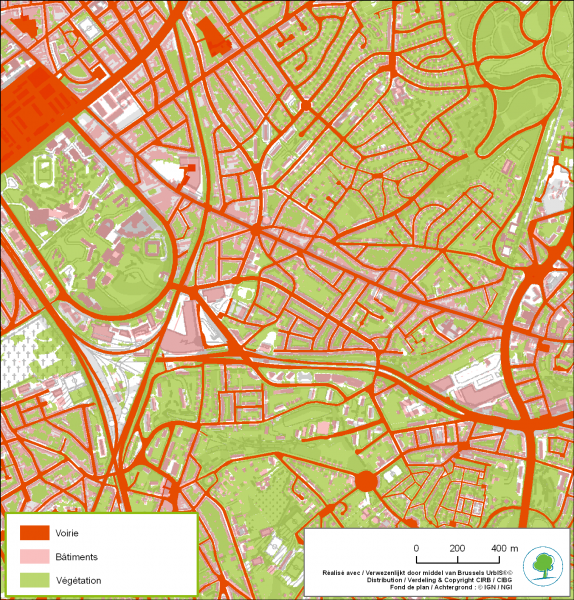 Voirie
Bâtiments
Végétation
0 200 400 m
Réalisé avec / Verwezenlijkt door middel van Brussels UrbIS®©
Distribution / Verdeling & Copyright CIRB / CIBG
Fond de plan / Achtergrond : © IGN / NGI